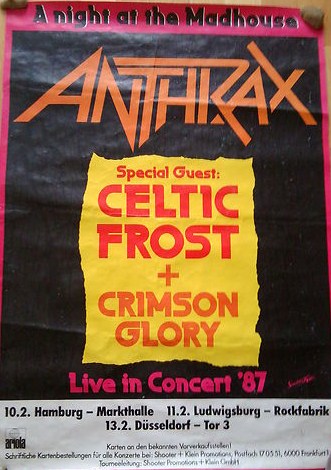 A night at the Madhouse
ANTHRAX
Special Guest:
CELTIC
FROST
+
CRIMSON
GLORY
Live in Concert '87
10.2. Hamburg – Markthalle 11.2. Ludwigsburg – Rockfabrik
13.2. Düsseldorf – Tor 3
ariola
Karten an den bekannten Vorverkaufsstellen!
Schriftliche Kartenbestellungen für alle Konzerte bei: Shooter + Klein Promotions, Postfach 17 05 51, 6000 Frankfurt
Tourneeleitung: Shooter Promotions + Klein GmbH.